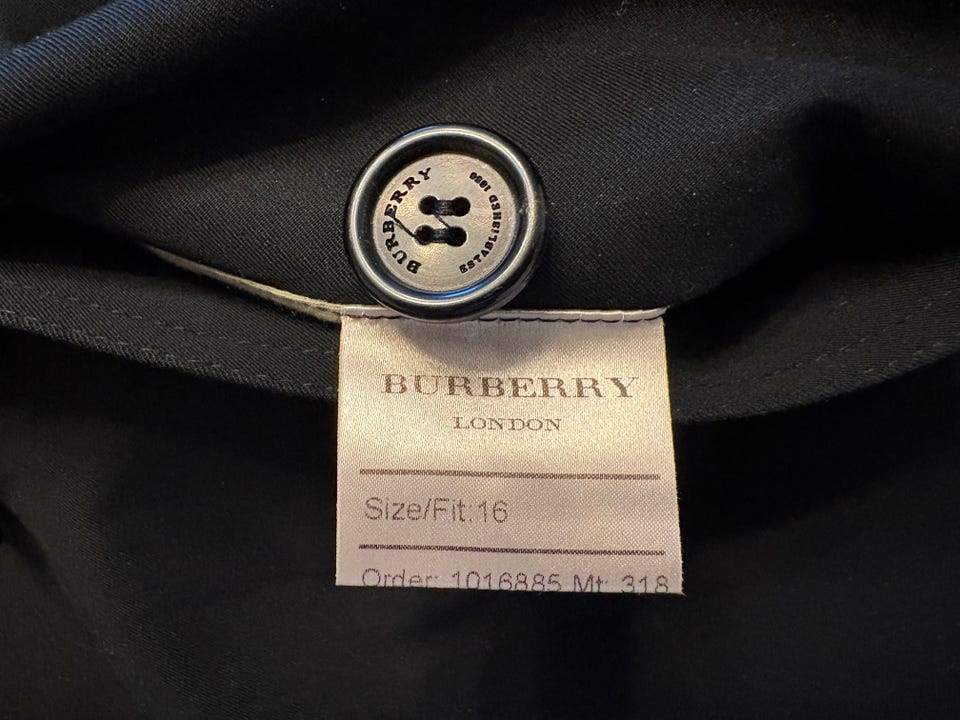 BURBERRY
ESTABLISHED 1856
BURBERRY
LONDON
Size/Fit:16
Order: 1016885 Mt: 318